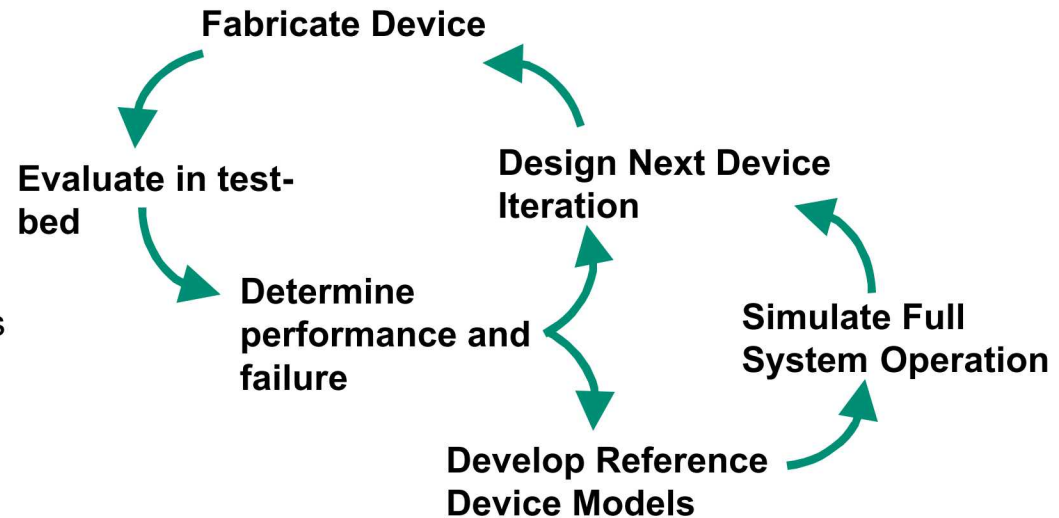 Fabricate Device
Evaluate in test-
bed
Design Next Device
Iteration
Determine
performance and
failure
s
Simulate Full
System Operation
Develop Reference
Device Models